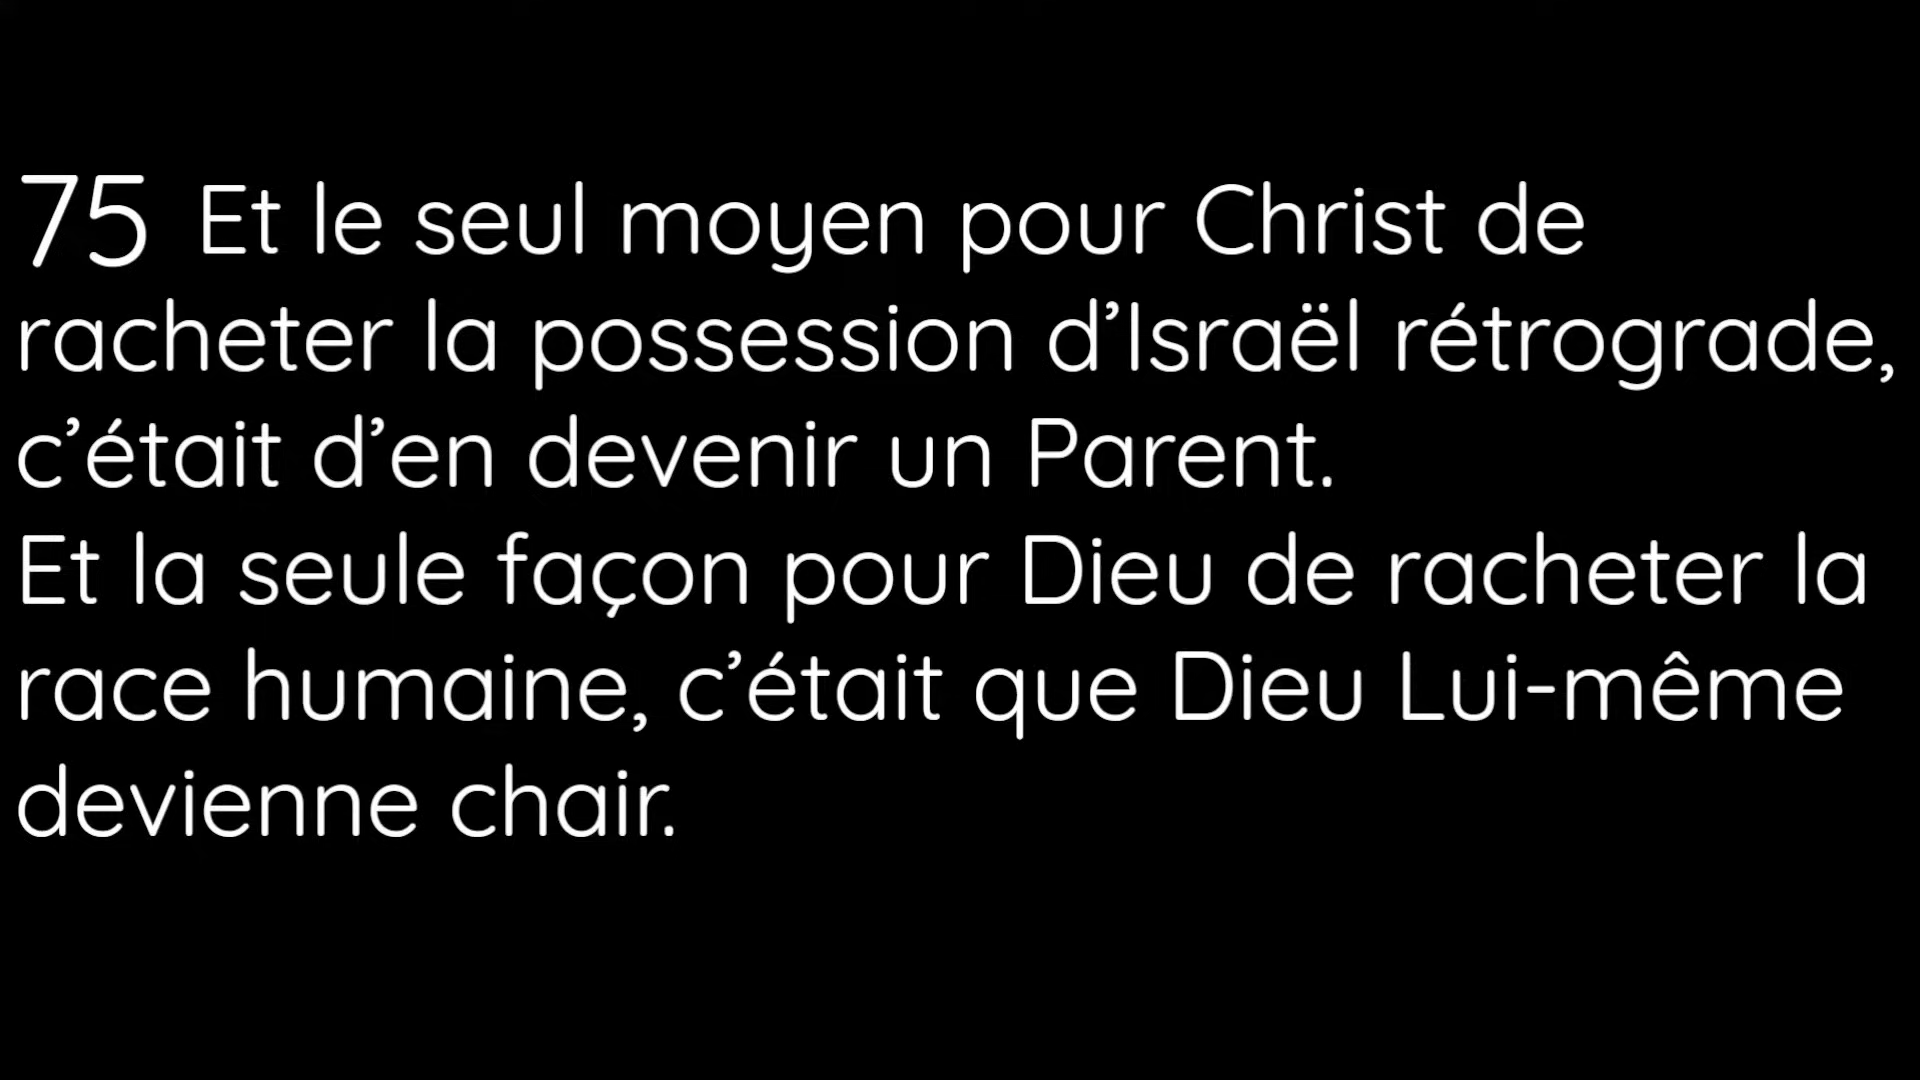 75 Et le seul moyen pour Christ de
racheter la possession d’Israël rétrograde,
c’était d’en devenir un Parent.
Et la seule façon pour Dieu de racheter la
race humaine, c’était que Dieu Lui-même
devienne chair.